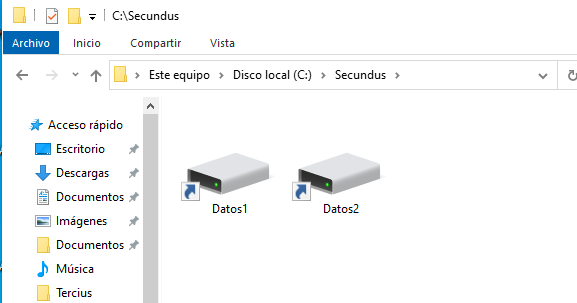 C:\Secundus
Archivo Inicio Compartir Vista
Este equipo Disco local (C:) Secundus
Acceso rápido
Escritorio
Descargas
Documentos
Imágenes
Documentos
Música
Tercius
Datos1 Datos2